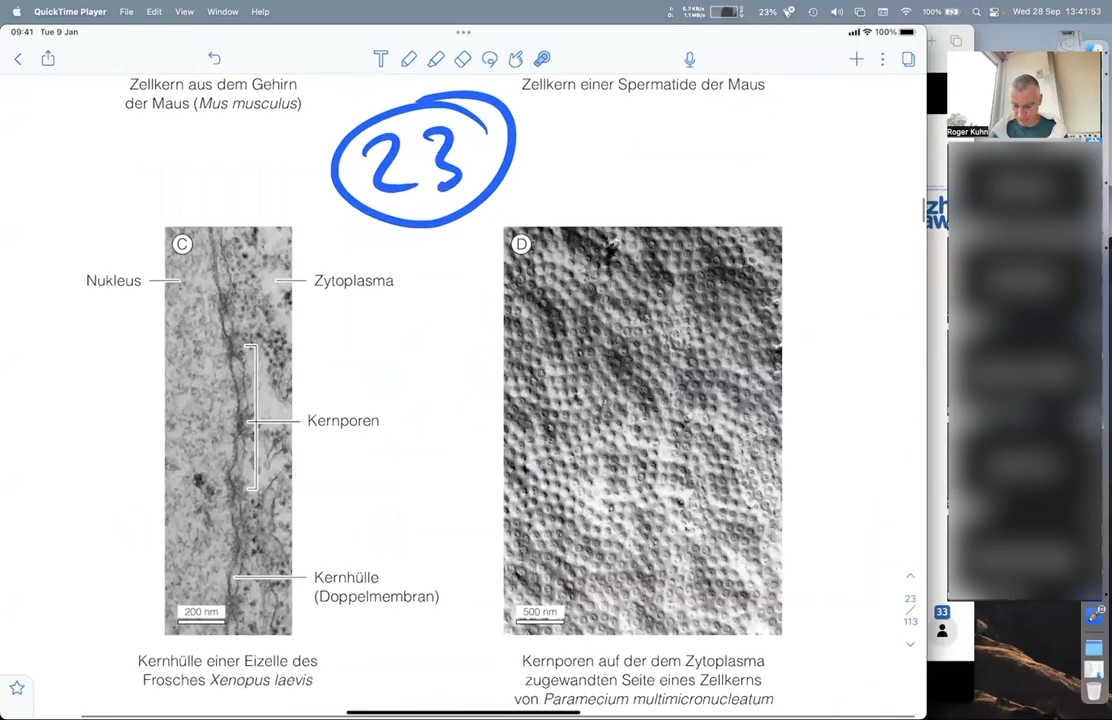 QuickTime Player File Edit View Window Help
23% 100% Wed 28 Sep 13:41:53
09:41 Tue 9 Jan
100%
Zellkern aus dem Gehirn
der Maus (Mus musculus)
Zellkern einer Spermatide der Maus
23
Roger Kuhn
zh
aw
C
D
Nukleus
Zytoplasma
Kernporen
Kernhülle
(Doppelmembran)
200 nm
500 nm
23
/
113
33
Kernhülle einer Eizelle des
Frosches Xenopus laevis
Kernporen auf der dem Zytoplasma
zugewandten Seite eines Zellkerns
von Paramecium multimicronucleatum